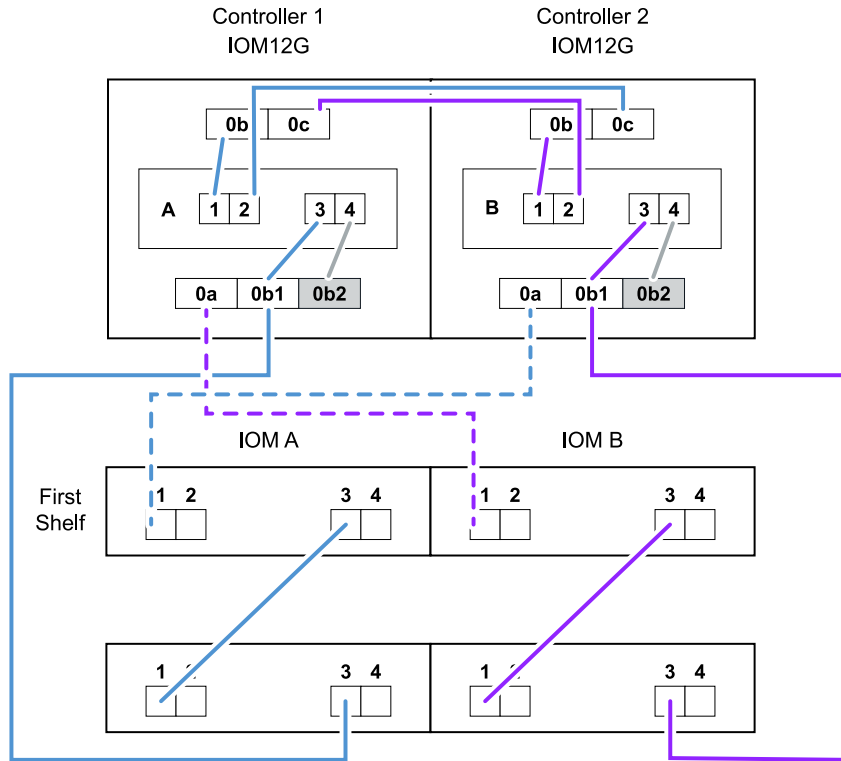 Controller 1
IOM12G
Controller 2
IOM12G
0b 0c
0b 0c
A 1 2 3 4
B 1 2 3 4
0a 0b1 0b2
0a 0b1 0b2
IOM A
IOM B
First
Shelf
1 2 3 4
1 2 3 4
1 3 4
1 3 4